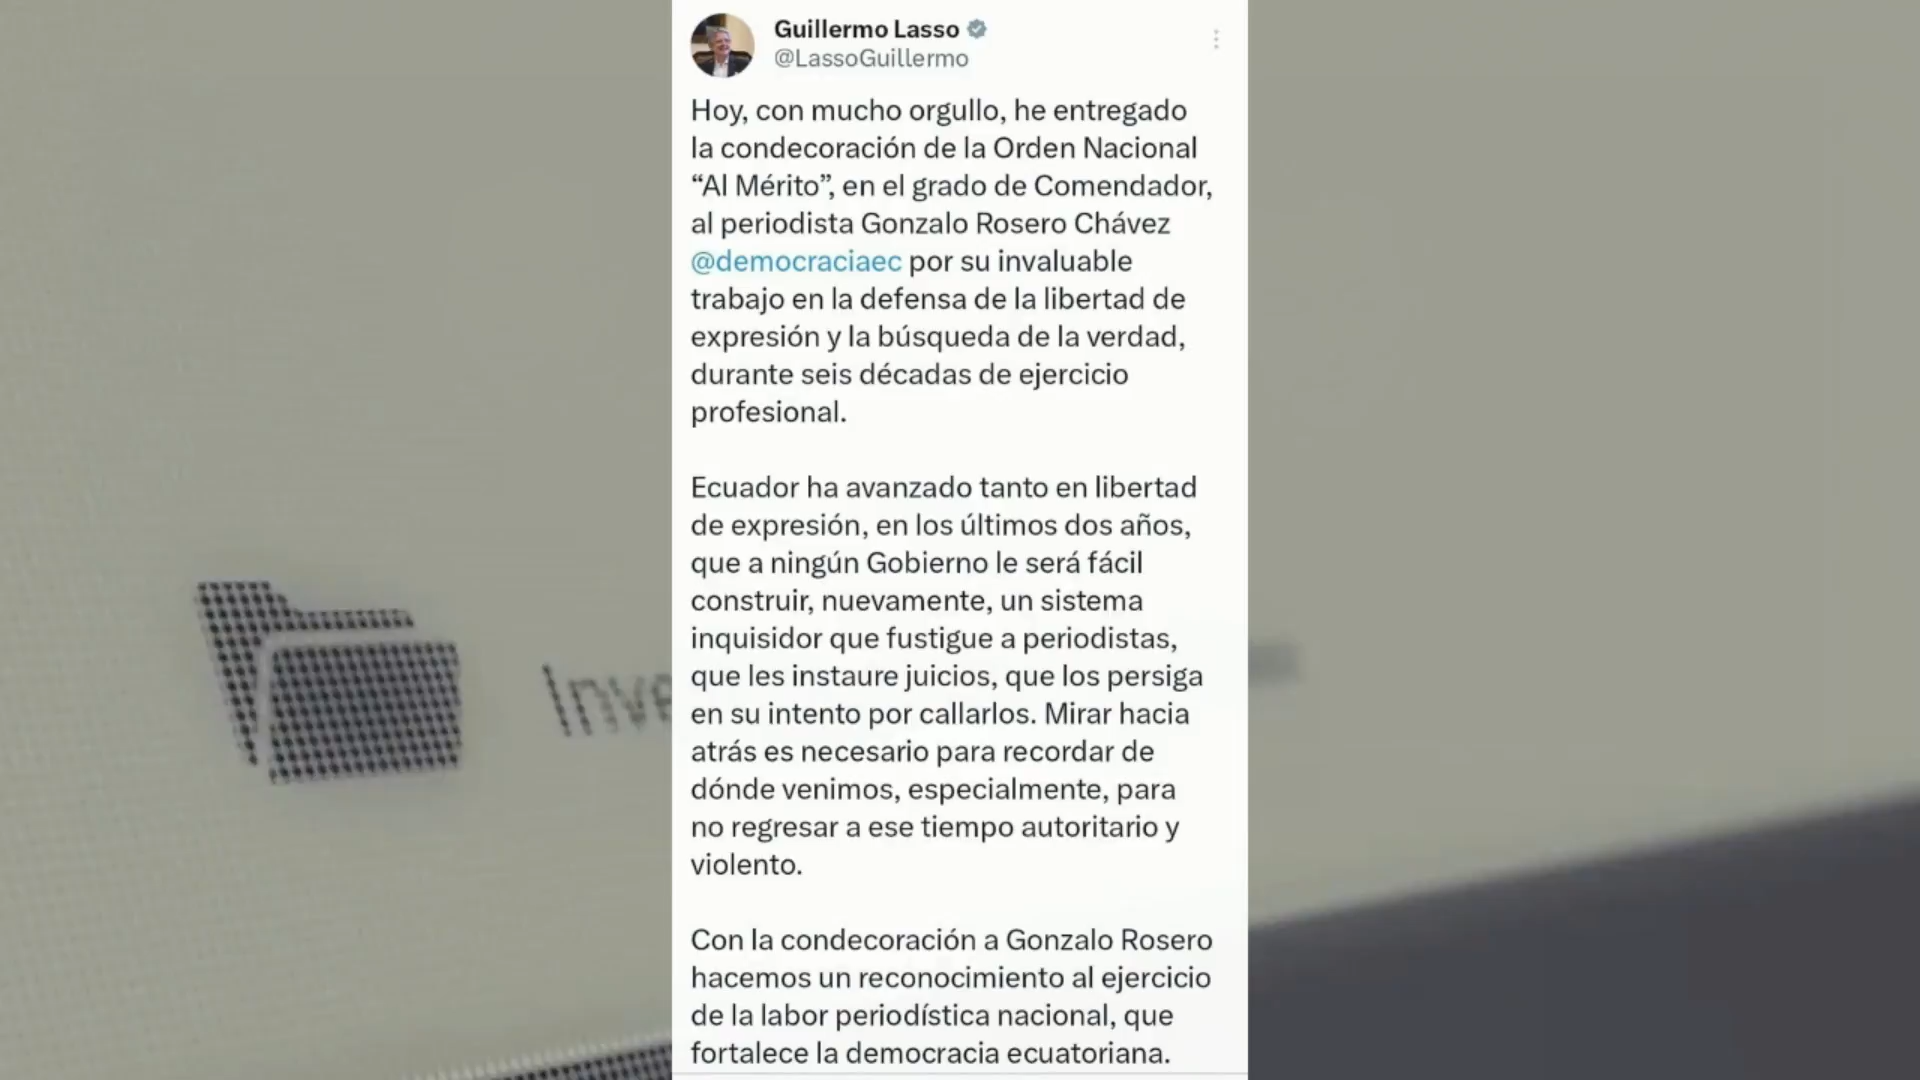 Guillermo Lasso
@LassoGuillermo
Hoy, con mucho orgullo, he entregado
la condecoración de la Orden Nacional
“Al Mérito”, en el grado de Comendador,
al periodista Gonzalo Rosero Chávez
@democraciaec por su invaluable
trabajo en la defensa de la libertad de
expresión y la búsqueda de la verdad,
durante seis décadas de ejercicio
profesional.
Ecuador ha avanzado tanto en libertad
de expresión, en los últimos dos años,
que a ningún Gobierno le será fácil
construir, nuevamente, un sistema
inquisidor que fustigue a periodistas,
que les instaure juicios, que los persiga
en su intento por callarlos. Mirar hacia
atrás es necesario para recordar de
dónde venimos, especialmente, para
no regresar a ese tiempo autoritario y
violento.
Con la condecoración a Gonzalo Rosero
hacemos un reconocimiento al ejercicio
de la labor periodística nacional, que
fortalece la democracia ecuatoriana.
Inve